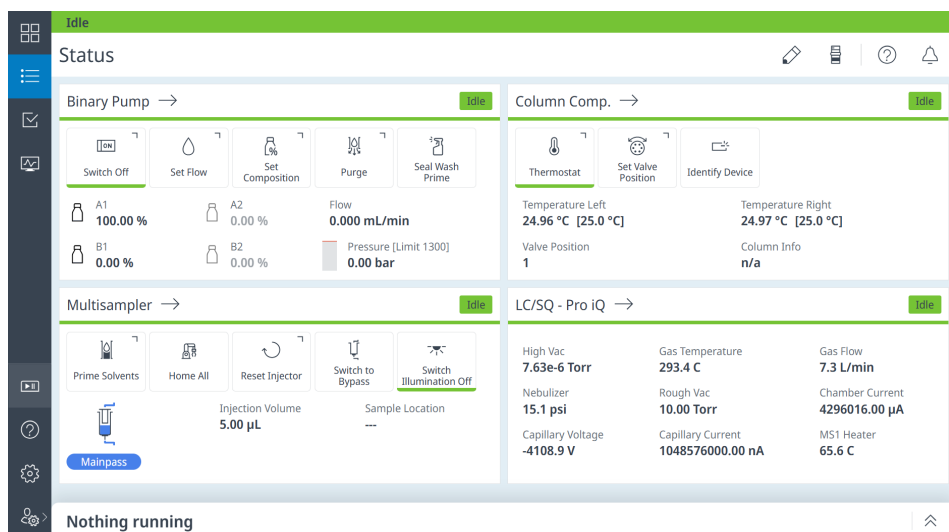 Idle
Status
Binary Pump
Idle
ON
Switch Off
Set Flow
%
Set
Composition
Purge
Seal Wash
Prime
A1
100.00 %
A2
0.00 %
Flow
0.000 mL/min
B1
0.00 %
B2
0.00 %
Pressure [Limit 1300]
0.00 bar
Column Comp.
Idle
Thermostat
Set Valve
Position
Identify Device
Temperature Left
24.96 °C [25.0 °C]
Temperature Right
24.97 °C [25.0 °C]
Valve Position
1
Column Info
n/a
Multisampler
Idle
Prime Solvents
Home All
Reset Injector
Switch to
Bypass
Switch
Illumination Off
Injection Volume
5.00 µL
Sample Location
---
Mainpass
LC/SQ - Pro iQ
Idle
High Vac
7.63e-6 Torr
Gas Temperature
293.4 C
Gas Flow
7.3 L/min
Nebulizer
15.1 psi
Rough Vac
10.00 Torr
Chamber Current
4296016.00 µA
Capillary Voltage
-4108.9 V
Capillary Current
1048576000.00 nA
MS1 Heater
65.6 C
Nothing running